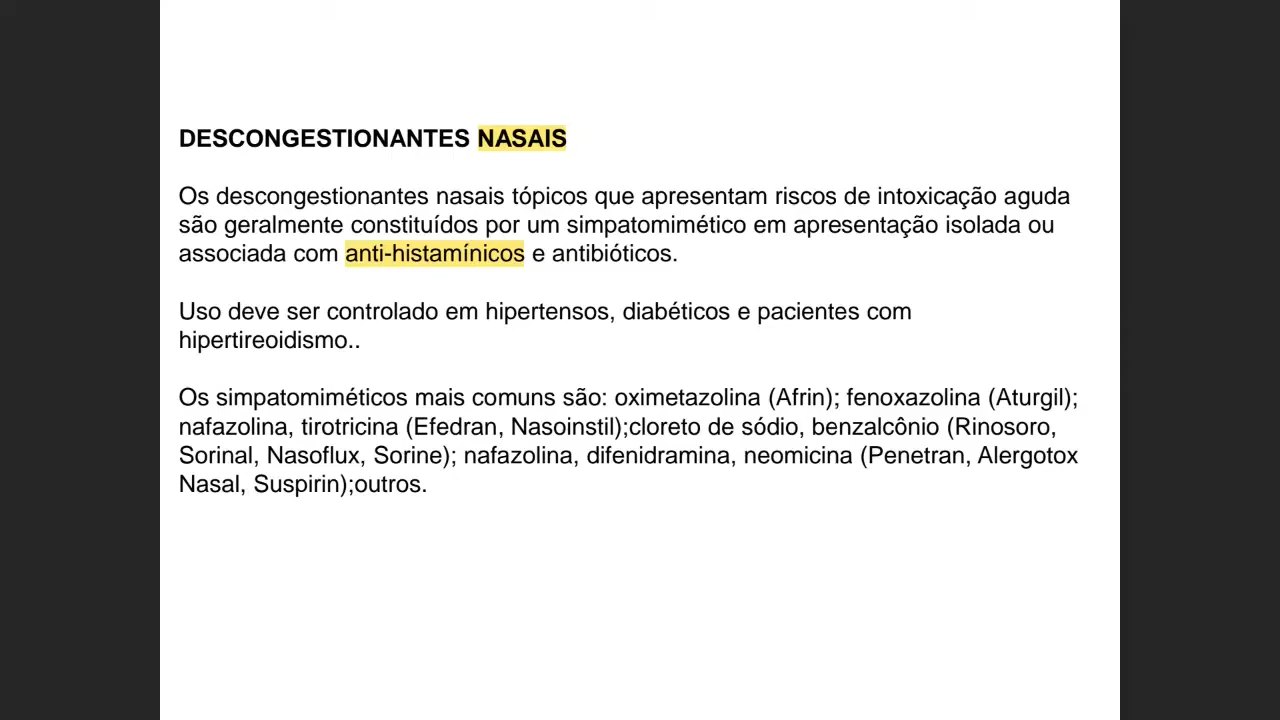 DESCONGESTIONANTES NASAIS
Os descongestionantes nasais tópicos que apresentam riscos de intoxicação aguda
são geralmente constituídos por um simpatomimético em apresentação isolada ou
associada com anti-histamínicos e antibióticos.
Uso deve ser controlado em hipertensos, diabéticos e pacientes com
hipertireoidismo..
Os simpatomiméticos mais comuns são: oximetazolina (Afrin); fenoxazolina (Aturgil);
nafazolina, tirotricina (Efedran, Nasoinstil);cloreto de sódio, benzalcônio (Rinosoro,
Sorinal, Nasoflux, Sorine); nafazolina, difenidramina, neomicina (Penetran, Alergotox
Nasal, Suspirin);outros.